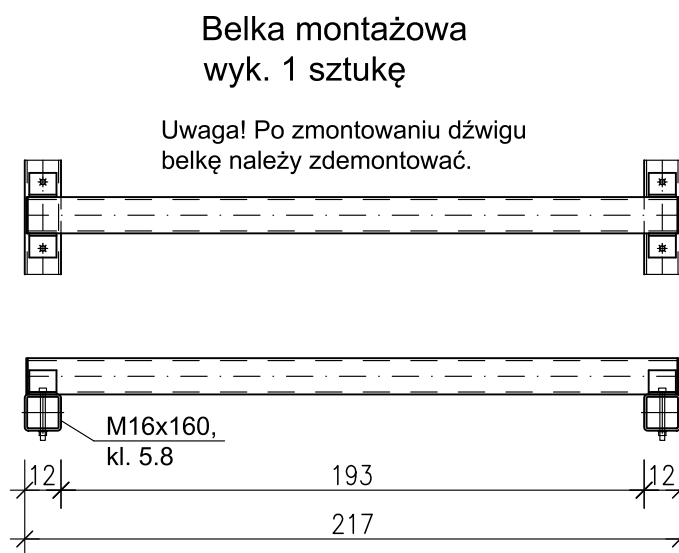 Belka montażowa
wyk. 1 sztukę
Uwaga! Po zmontowaniu dźwigu
belkę należy zdemontować.
M16x160,
kl. 5.8
12 193 12
217